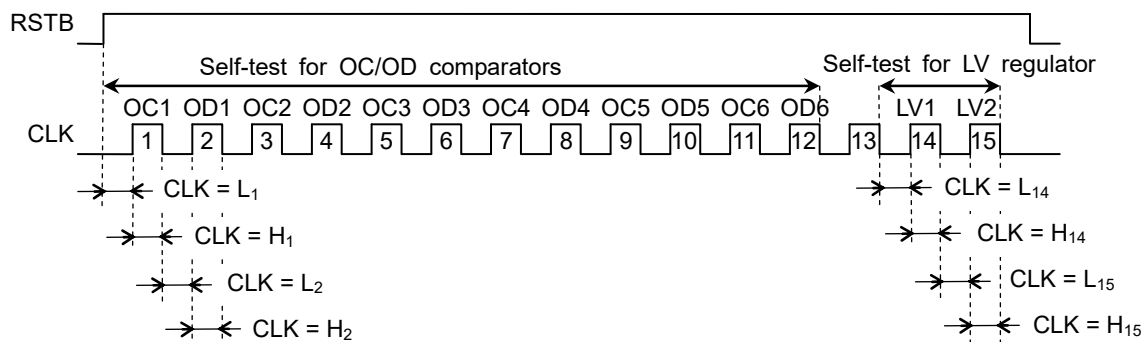 RSTB
Self-test for OC/OD comparators
Self-test for LV regulator
OC1 OD1 OC2 OD2 OC3 OD3 OC4 OD4 OC5 OD5 OC6 OD6 LV1 LV2
CLK 1 2 3 4 5 6 7 8 9 10 11 12 13 14 15
CLK = L₁ CLK = L₁₄
CLK = H₁ CLK = H₁₄
CLK = L₂ CLK = L₁₅
CLK = H₂ CLK = H₁₅